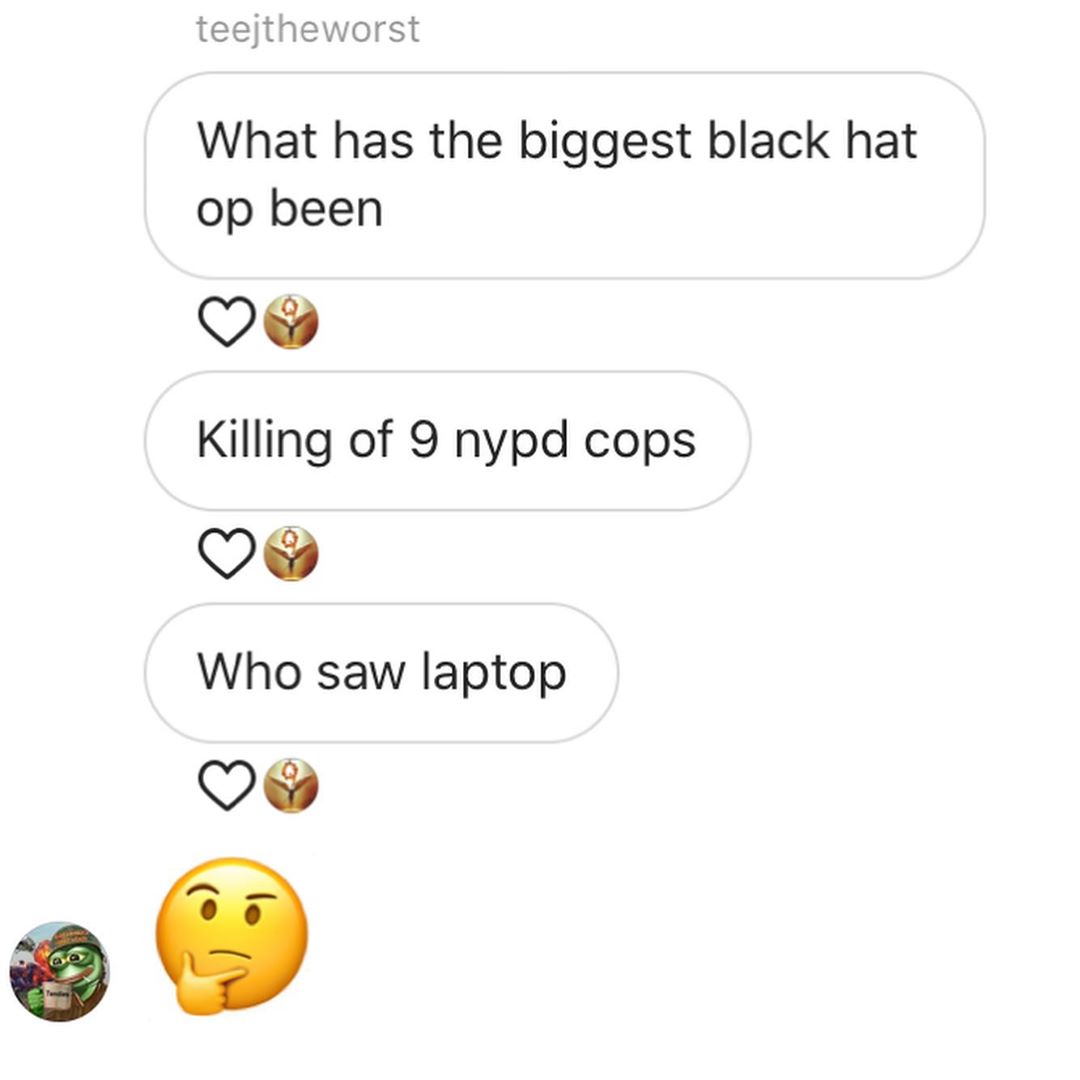 teejtheworst
What has the biggest black hat
op been
Killing of 9 nypd cops
Who saw laptop